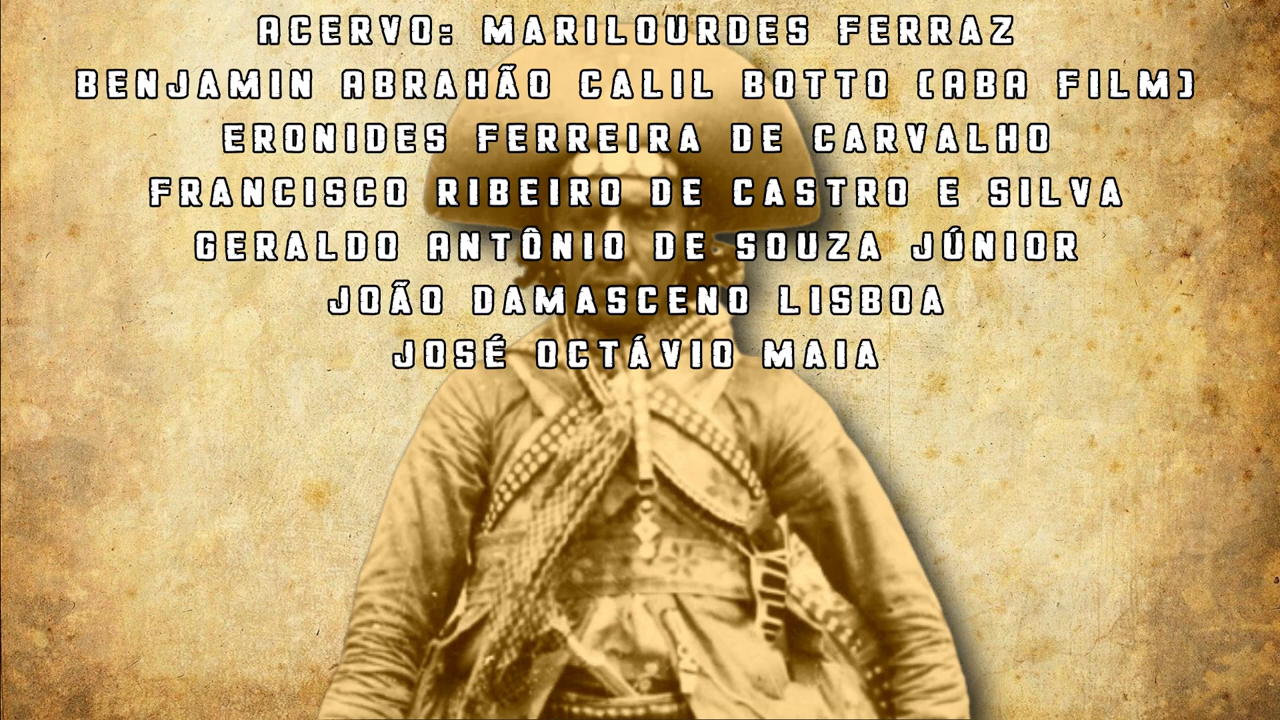 ACERVO: MARILOURDES FERRAZ
BENJAMIN ABRAHÃO CALIL BOTTO (ABA FILM)
ERONIDES FERREIRA DE CARVALHO
FRANCISCO RIBEIRO DE CASTRO E SILVA
GERALDO ANTÔNIO DE SOUZA JÚNIOR
JOÃO DAMASCENO LISBOA
JOSÉ OCTÁVIO MAIA